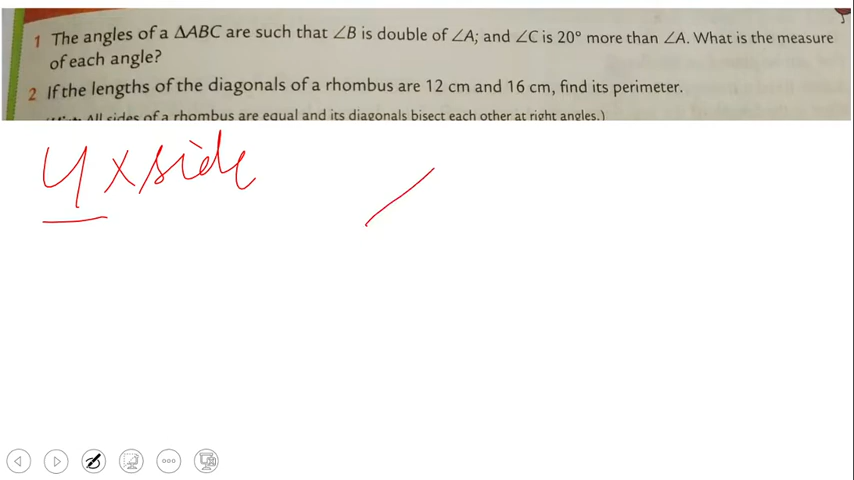 1 The angles of a ΔABC are such that ∠B is double of ∠A; and ∠C is 20° more than ∠A. What is the measure
of each angle?
2 If the lengths of the diagonals of a rhombus are 12 cm and 16 cm, find its perimeter.
All sides of a rhombus are equal and its diagonals bisect each other at right angles.)
4 × side